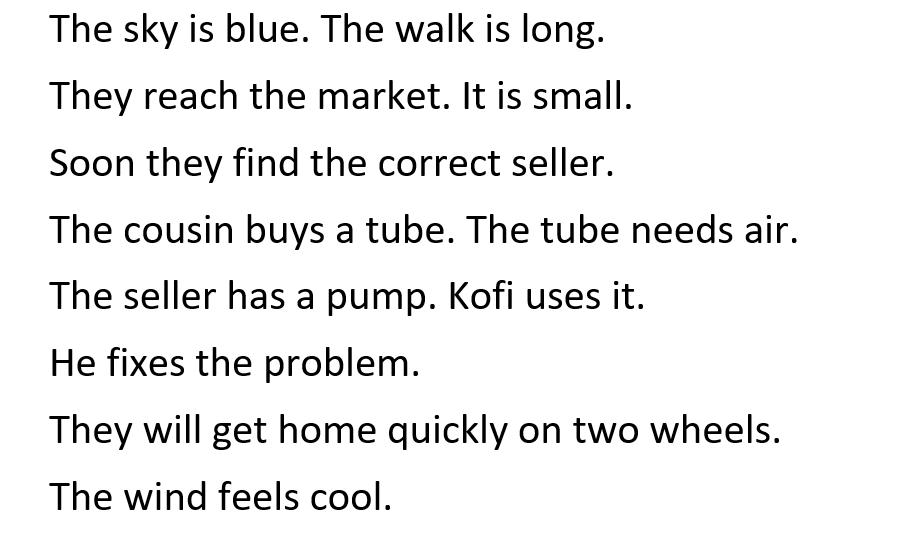 The sky is blue. The walk is long.
They reach the market. It is small.
Soon they find the correct seller.
The cousin buys a tube. The tube needs air.
The seller has a pump. Kofi uses it.
He fixes the problem.
They will get home quickly on two wheels.
The wind feels cool.